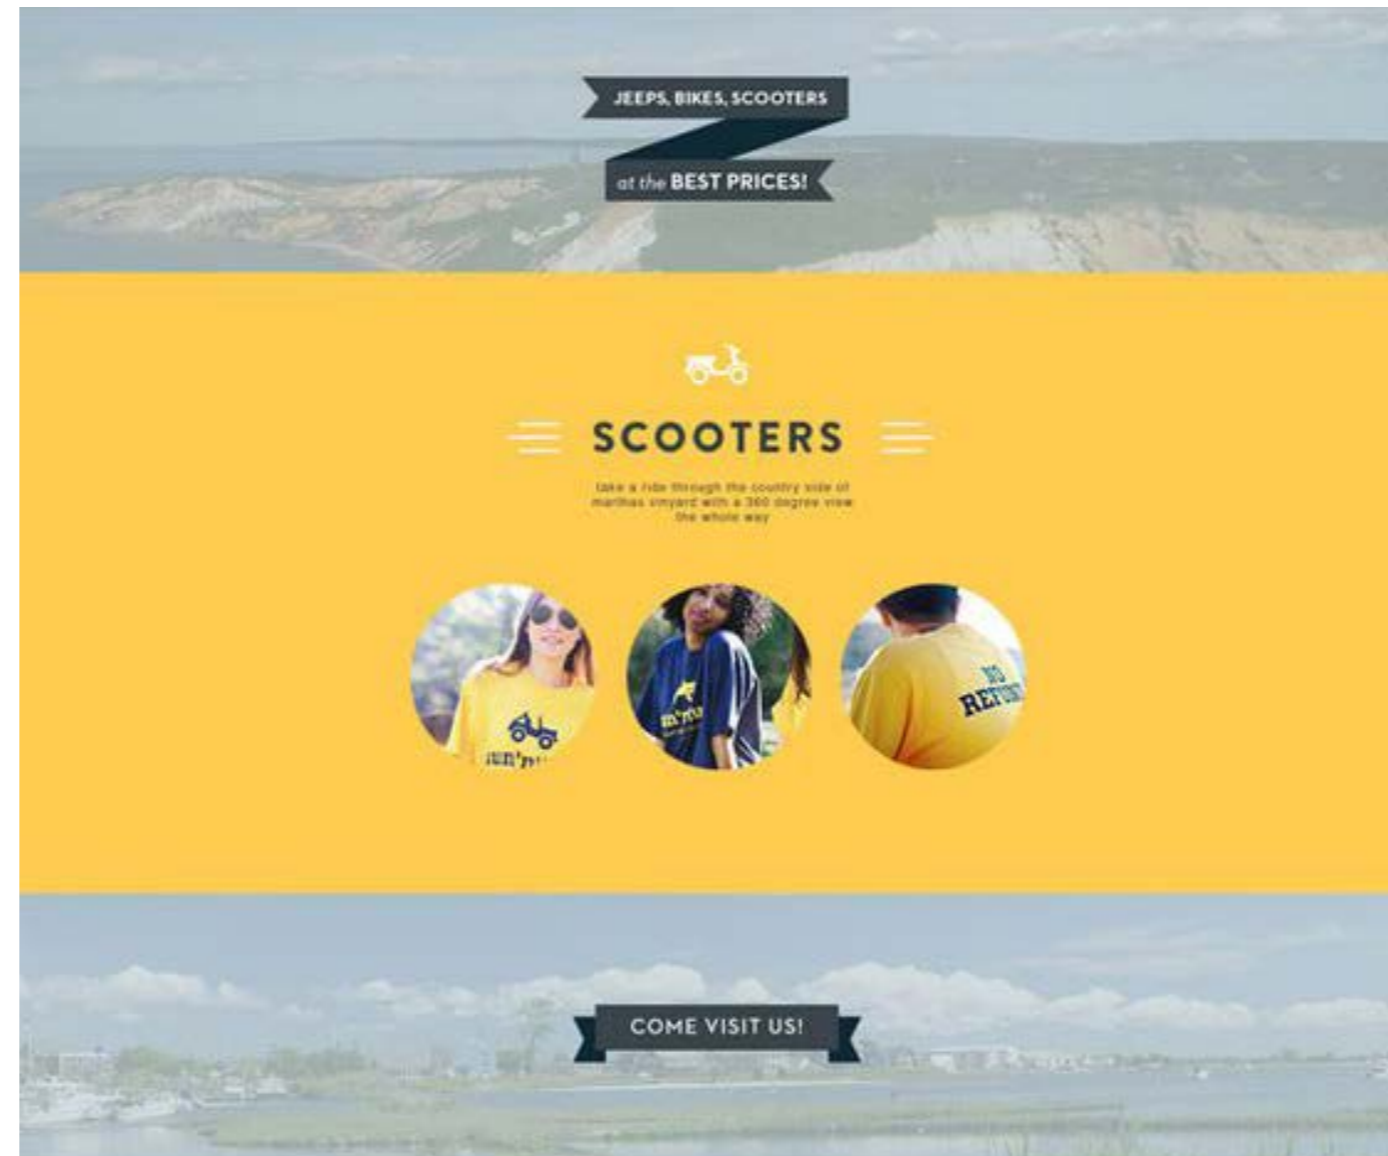 JEEPS, BIKES, SCOOTERS
at the BEST PRICES!
SCOOTERS
take a ride through the country side of
marthas vinyard with a 360 degree view
the whole way
NO
COME VISIT US!